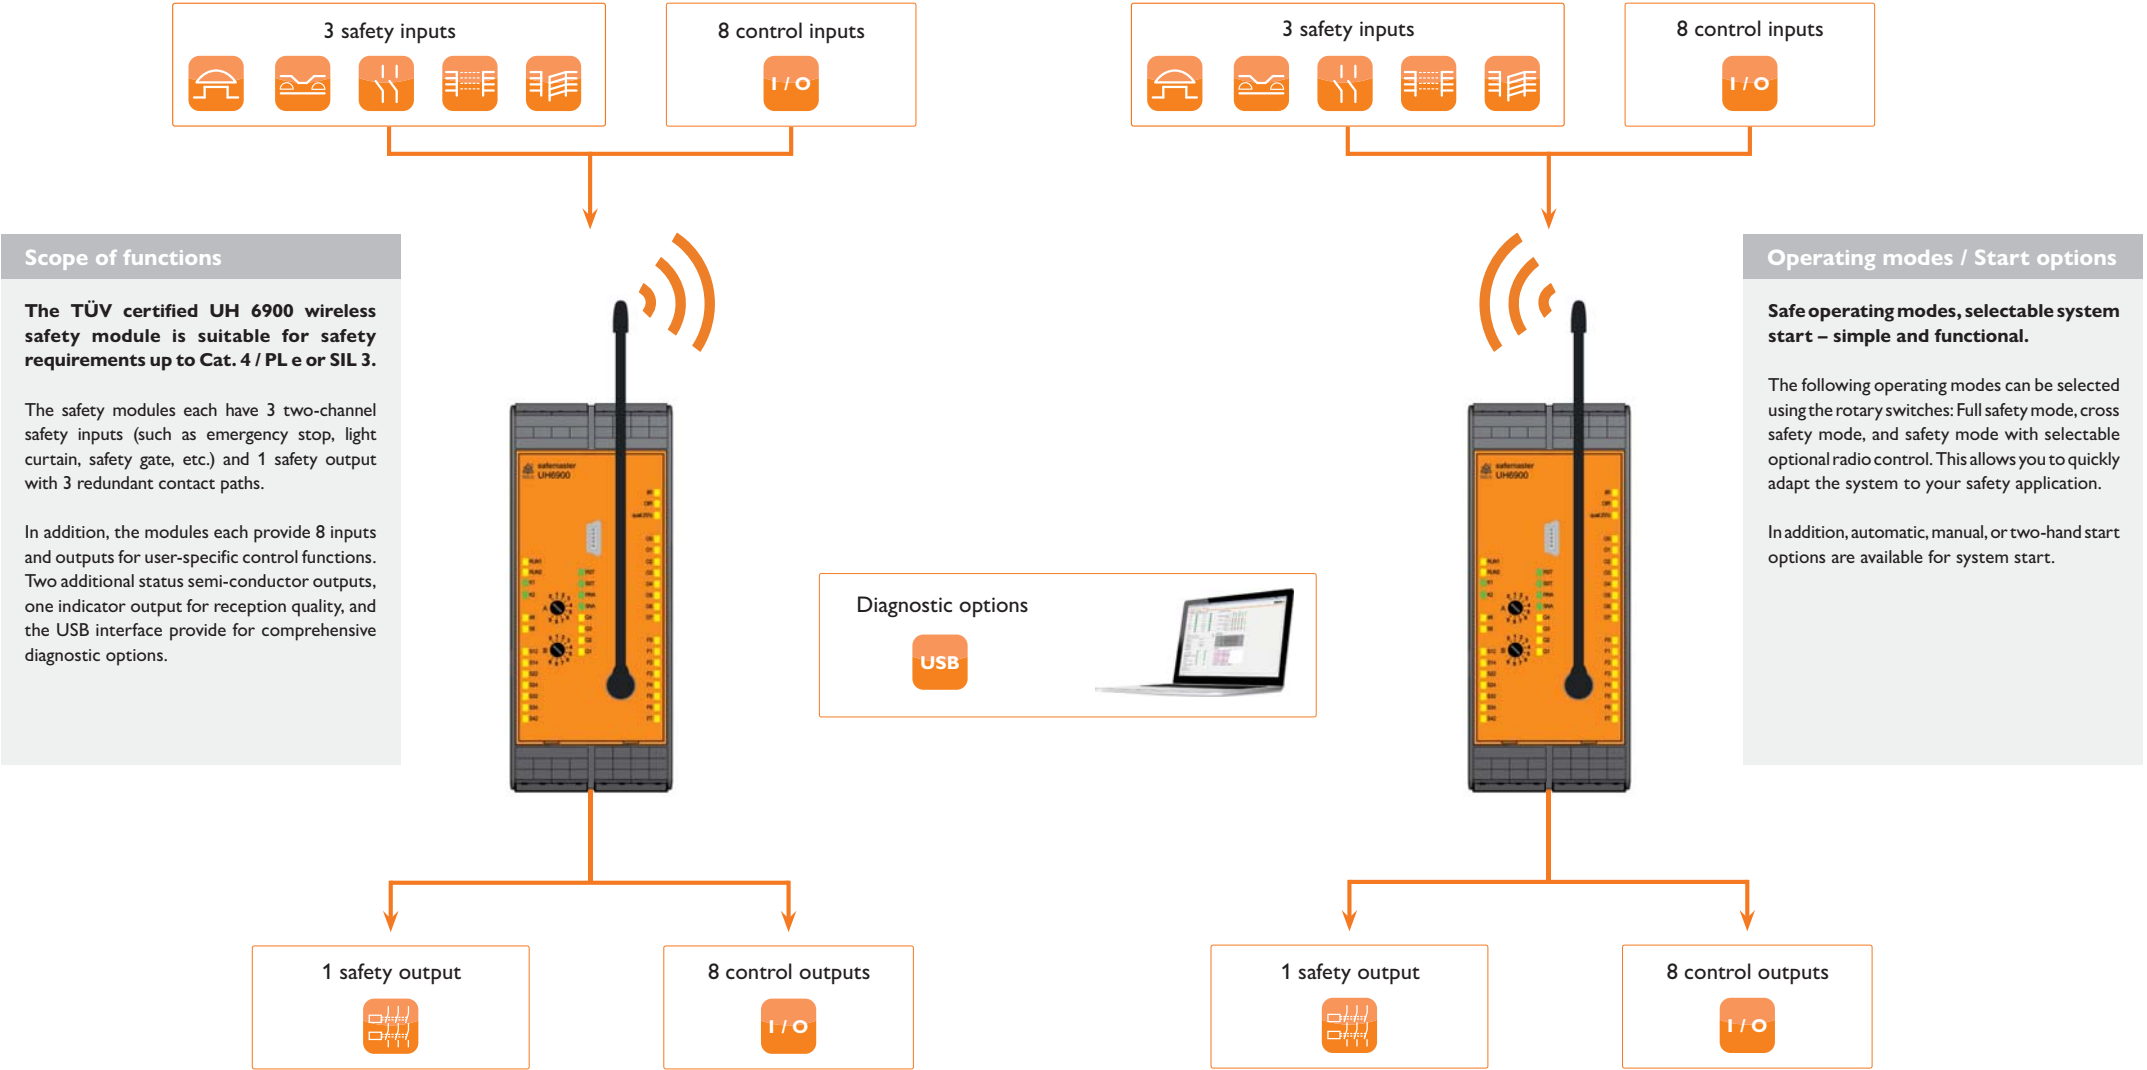 3 safety inputs
8 control inputs
I / O
3 safety inputs
8 control inputs
I / O
Scope of functions
The TÜV certified UH 6900 wireless
safety module is suitable for safety
requirements up to Cat. 4 / PL e or SIL 3.
The safety modules each have 3 two-channel
safety inputs (such as emergency stop, light
curtain, safety gate, etc.) and 1 safety output
with 3 redundant contact paths.
In addition, the modules each provide 8 inputs
and outputs for user-specific control functions.
Two additional status semi-conductor outputs,
one indicator output for reception quality, and
the USB interface provide for comprehensive
diagnostic options.
safemaster
UH6900
Diagnostic options
USB
safemaster
UH6900
Operating modes / Start options
Safe operating modes, selectable system
start – simple and functional.
The following operating modes can be selected
using the rotary switches: Full safety mode, cross
safety mode, and safety mode with selectable
optional radio control. This allows you to quickly
adapt the system to your safety application.
In addition, automatic, manual, or two-hand start
options are available for system start.
1 safety output
8 control outputs
I / O
1 safety output
8 control outputs
I / O